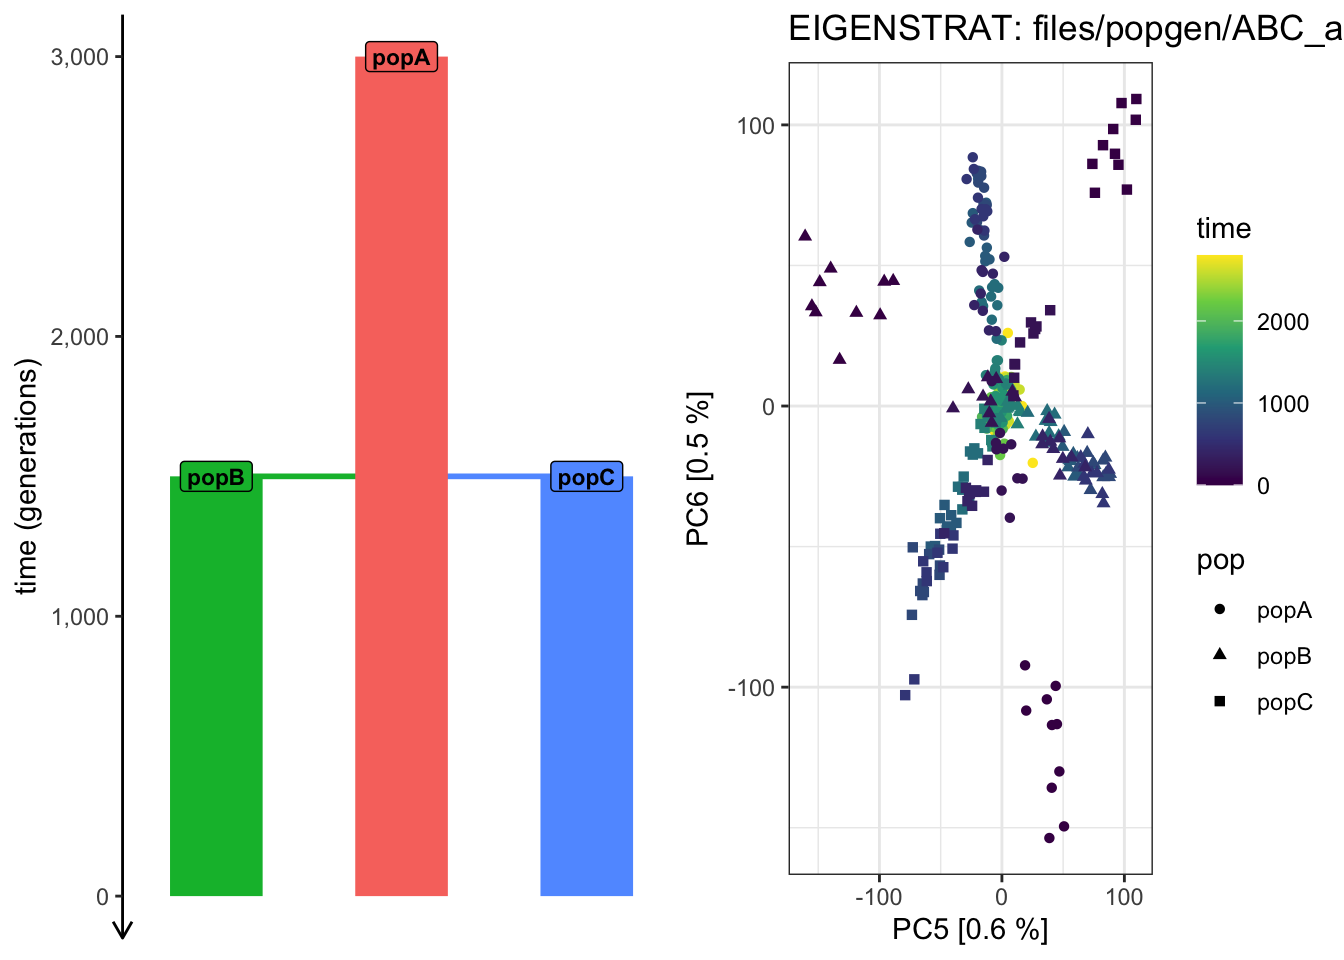 time (generations)
3,000
2,000
1,000
0
popA
popB
popC
EIGENSTRAT: files/popgen/ABC_a
PC6 [0.5 %]
100
0
-100
-100
0
100
PC5 [0.6 %]
time
2000
1000
0
pop
popA
popB
popC